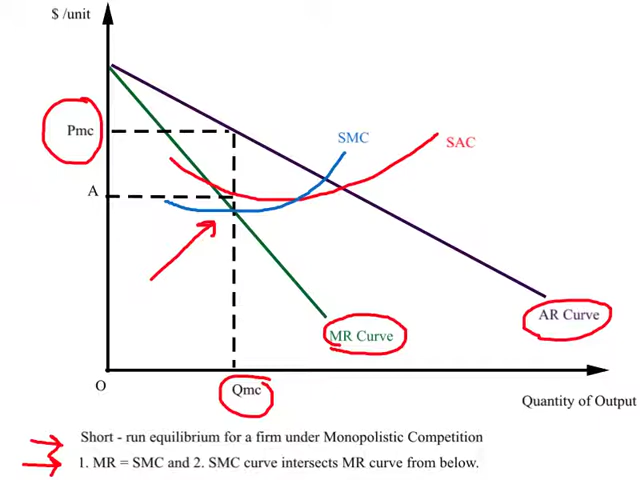 $ /unit
Pmc
SMC
SAC
A
AR Curve
MR Curve
O
Qmc
Quantity of Output
Short - run equilibrium for a firm under Monopolistic Competition
1. MR = SMC and 2. SMC curve intersects MR curve from below.